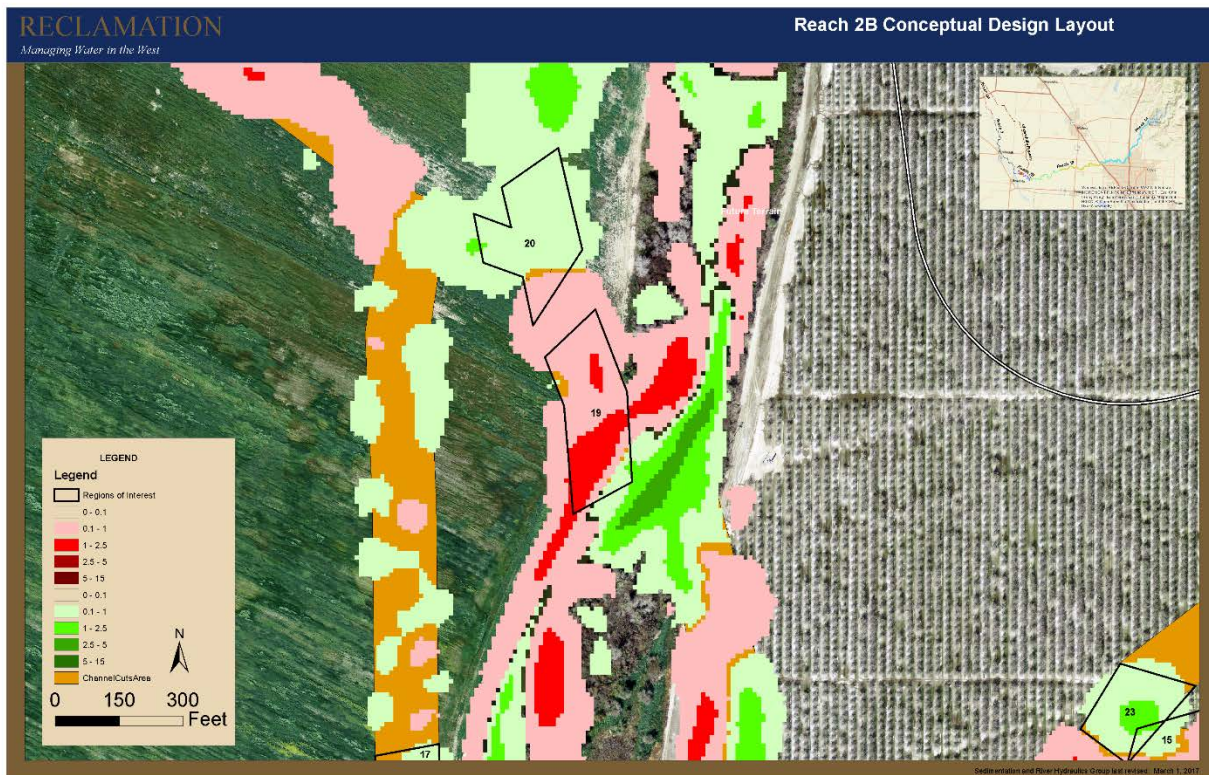 RECLAMATION
Managing Water in the West
Reach 2B Conceptual Design Layout
Future Terrain
20
19
17
23
15
LEGEND
Legend
Regions of Interest
0 - 0.1
0.1 - 1
1 - 2.5
2.5 - 5
5 - 15
0 - 0.1
0.1 - 1
1 - 2.5
2.5 - 5
5 - 15
ChannelCutsArea
N
0 150 300
Feet
Sedimentation and River Hydraulics Group last revised: March 1, 2017